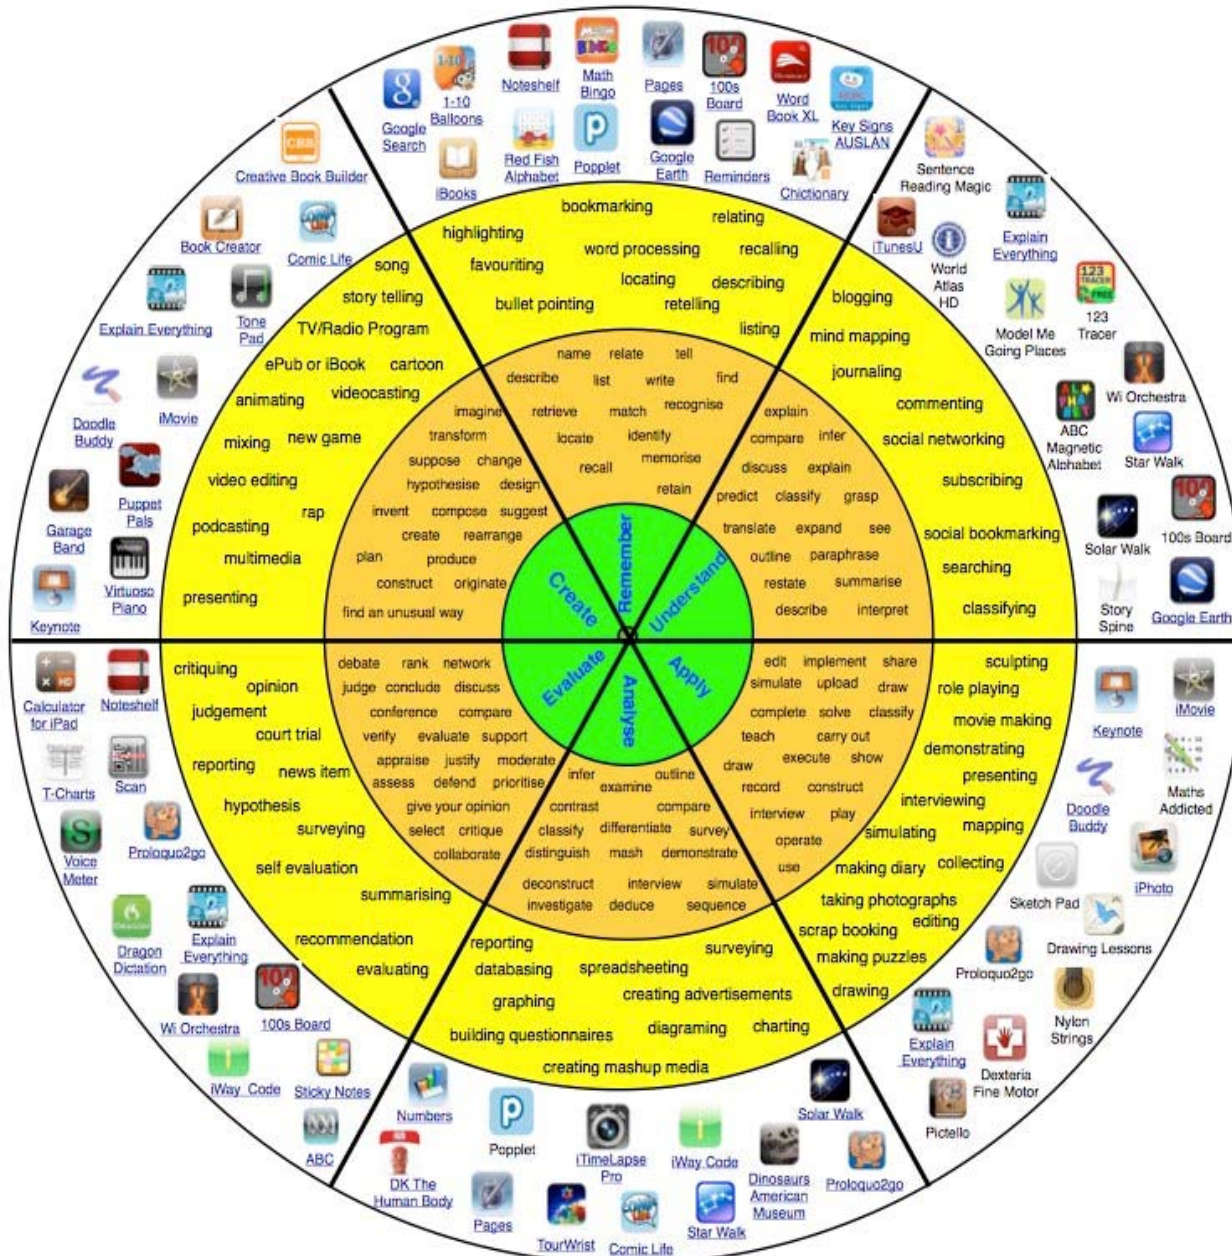 Google
Search
1-10
1-10
Balloons
iBooks
Noteshelf
Red Fish
Alphabet
Math
Bingo
Popplet
Pages
Google
Earth
100s
Board
Reminders
Word
Book XL
Key Signs
AUSLAN
Chictionary
bookmarking
relating
highlighting
word processing
recalling
favouriting
locating
describing
bullet pointing
retelling
listing
name relate tell
describe list write find
retrieve match recognise
locate identify
recall memorise
retain
Remember
Sentence
Reading Magic
iTunesU
World
Atlas
HD
Explain
Everything
Model Me
Going Places
123
TRACER
FREE
123
Tracer
Wi Orchestra
ABC
Magnetic
Alphabet
Star Walk
Solar Walk
100s Board
Story
Spine
Google Earth
blogging
mind mapping
journaling
commenting
social networking
subscribing
social bookmarking
searching
classifying
explain
compare infer
discuss explain
predict classify grasp
translate expand see
outline paraphrase
restate summarise
describe interpret
Understand
Keynote
iMovie
Maths
Addicted
Doodle
Buddy
iPhoto
Sketch Pad
Drawing Lessons
Proloquo2go
Nylon
Strings
Explain
Everything
Dexteria
Fine Motor
Pictello
sculpting
role playing
movie making
demonstrating
presenting
interviewing
mapping
simulating
making diary
collecting
taking photographs
editing
scrap booking
making puzzles
drawing
edit implement share
simulate upload draw
complete solve classify
teach carry out
draw execute show
record construct
interview play
operate
use
Apply
Numbers
Popplet
iTimeLapse
Pro
iWay Code
Solar Walk
DK The
Human Body
Pages
TourWrist
Comic Life
Star Walk
Dinosaurs
American
Museum
Proloquo2go
reporting
surveying
databasing
spreadsheeting
graphing
creating advertisements
building questionnaires
diagraming
charting
creating mashup media
infer outline
examine
contrast compare
classify differentiate survey
distinguish mash demonstrate
deconstruct interview simulate
investigate deduce sequence
Analyse
Calculator
for iPad
Noteshelf
T-Charts
Scan
Voice
Meter
Proloquo2go
Dragon
Dictation
Explain
Everything
Wi Orchestra
100s Board
iWay Code
Sticky Notes
ABC
critiquing
opinion
judgement
court trial
reporting
news item
hypothesis
surveying
self evaluation
summarising
recommendation
evaluating
debate rank network
judge conclude discuss
conference compare
verify evaluate support
appraise justify moderate
assess defend prioritise
give your opinion
select critique
collaborate
Evaluate
CBB
Creative Book Builder
Book Creator
Comic Life
Explain Everything
Tone
Pad
Doodle
Buddy
iMovie
Garage
Band
Puppet
Pals
Keynote
Virtuoso
Piano
song
story telling
TV/Radio Program
ePub or iBook
cartoon
animating
videocasting
mixing
new game
video editing
podcasting
rap
multimedia
presenting
imagine
transform
suppose change
hypothesise design
invent compose suggest
create rearrange
plan produce
construct originate
find an unusual way
Create